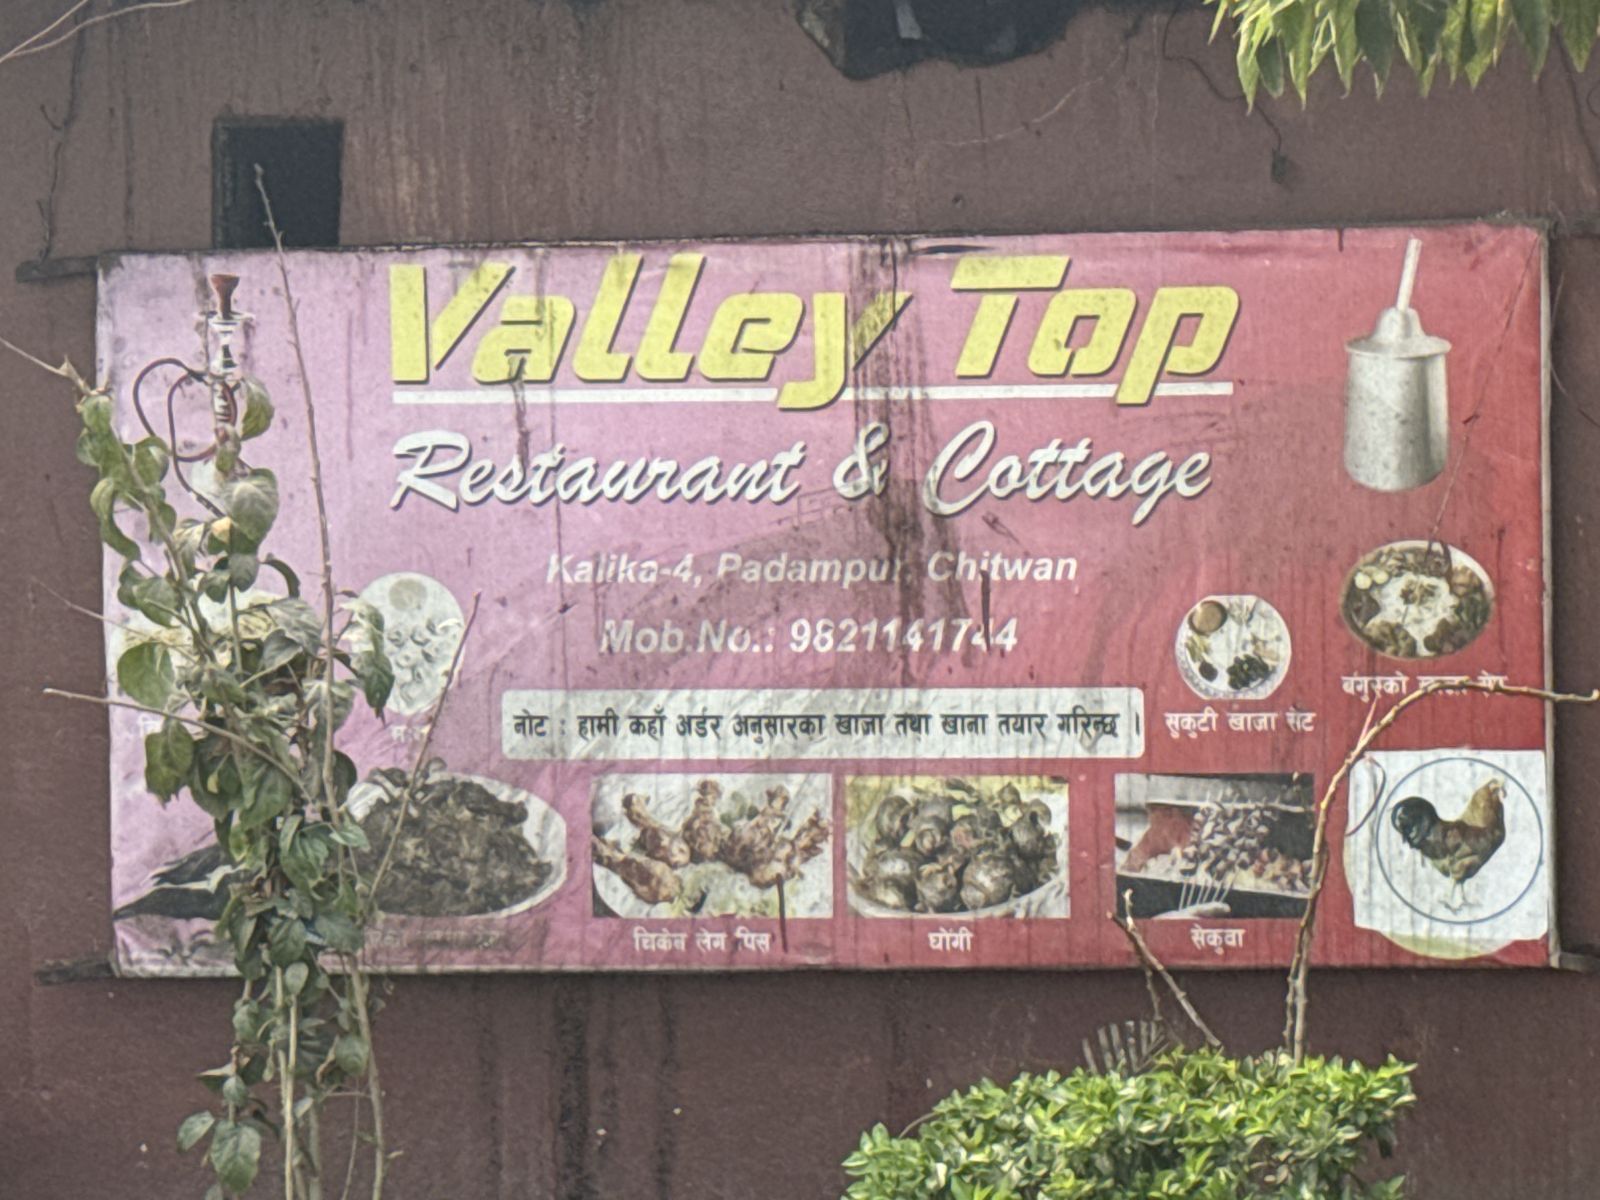 Valley Top
Restaurant & Cottage
Kalika-4, Padampur, Chitwan
Mob.No.: 9821141744
नोट : हामी कहाँ अर्डर अनुसारका खाजा तथा खाना तयार गरिन्छ ।
सुकुटी खाजा सेट
बंगुरको
चिकेन लेग पिस
घोंगी
सेकुवा